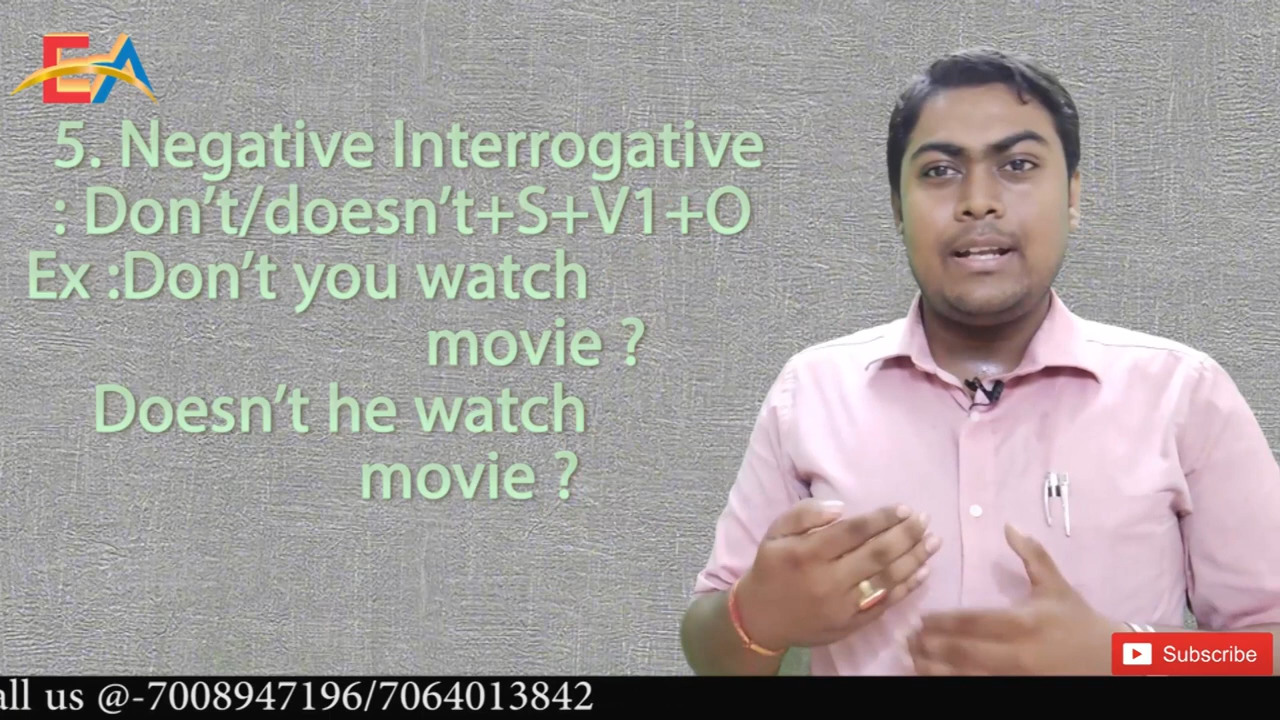 EA
5. Negative Interrogative
: Don't/doesn't+S+V1+O
Ex :Don't you watch
movie ?
Doesn't he watch
movie ?
Subscribe
all us @-7008947196/7064013842